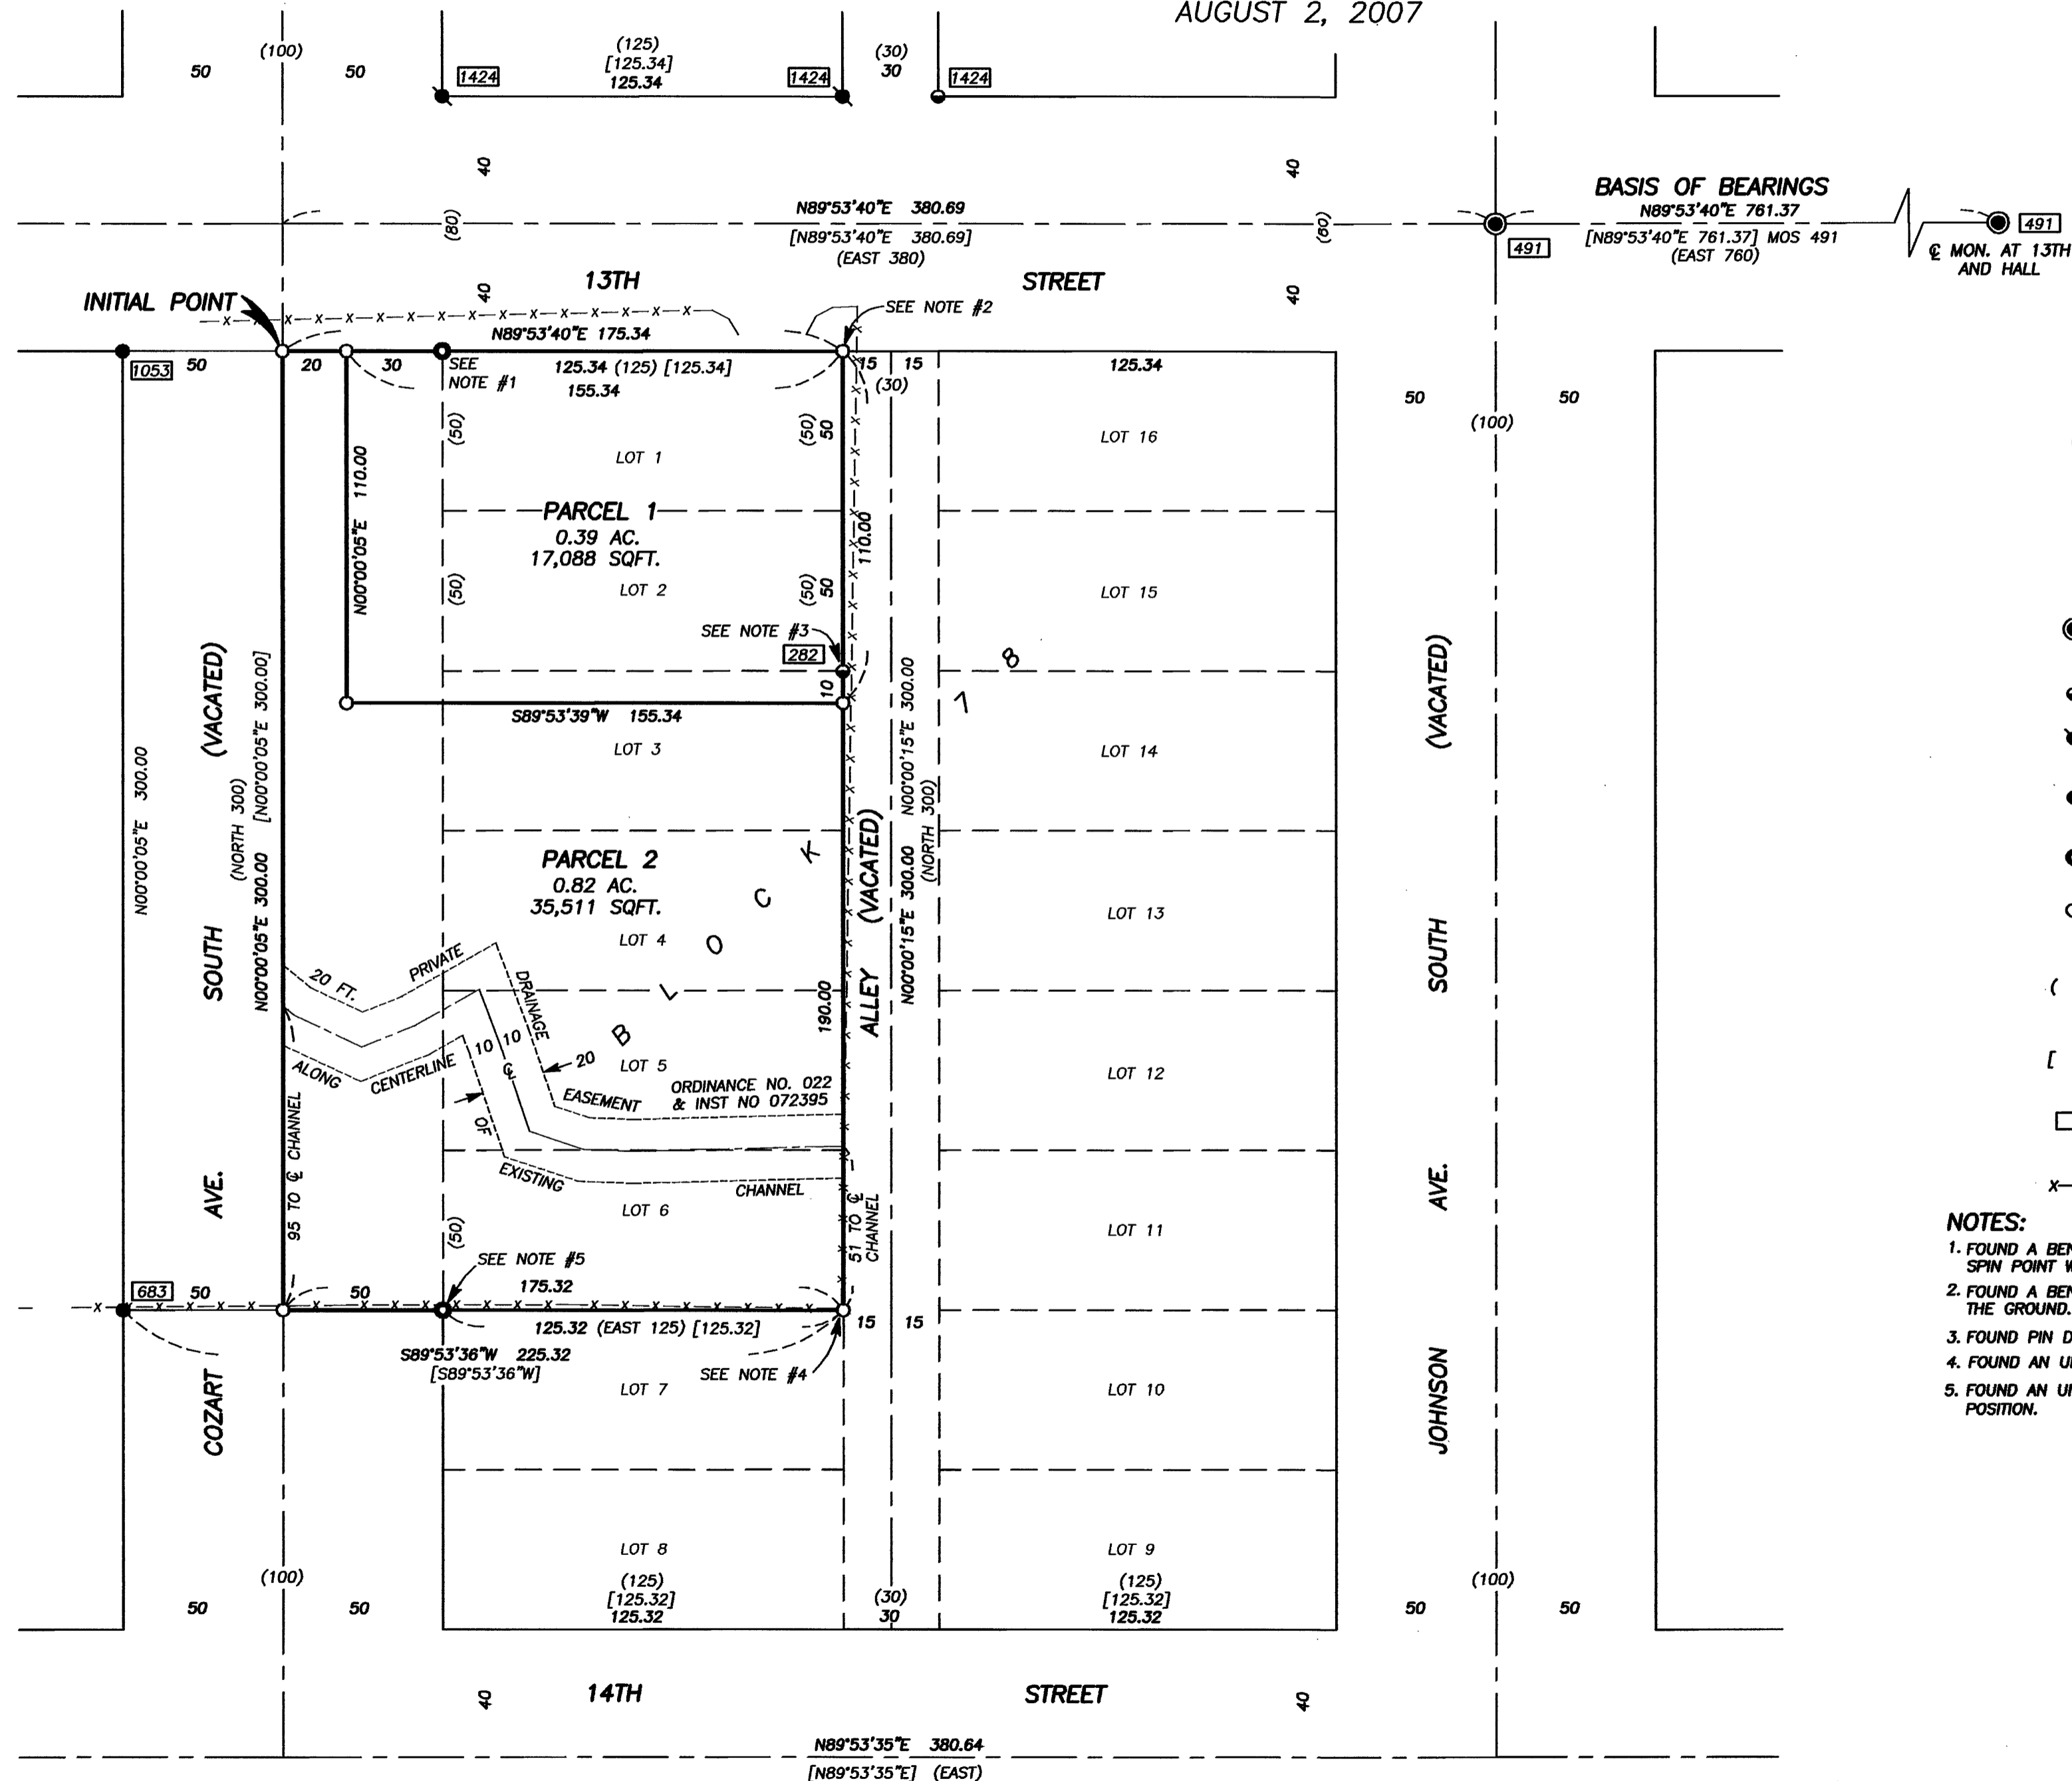 AUGUST 2, 2007
(100)
50
50
1424
(125)
[125.34]
125.34
1424
(30)
30
1424
40
40
(80)
N89°53'40"E 380.69
[N89°53'40"E 380.69]
(EAST 380)
(80)
BASIS OF BEARINGS
N89°53'40"E 761.37
[N89°53'40"E 761.37] MOS 491
(EAST 760)
491
491
℄ MON. AT 13TH
AND HALL
13TH STREET
40
40
INITIAL POINT
SEE NOTE #2
N89°53'40"E 175.34
1053
50
20
30
SEE
NOTE #1
125.34 (125) [125.34]
155.34
15
15
(30)
125.34
50
50
(100)
(50)
(50)
50
LOT 1
LOT 16
N00°00'05"E 110.00
PARCEL 1
0.39 AC.
17,088 SQFT.
110.00
(50)
(50)
50
LOT 2
LOT 15
SEE NOTE #3
282
10
S89°53'39"W 155.34
LOT 3
LOT 14
N00°00'05"E 300.00
COZART AVE. SOUTH (VACATED)
(NORTH 300)
N00°00'05"E 300.00 [N00°00'05"E 300.00]
BLOCK 78
ALLEY (VACATED)
N00°00'15"E 300.00 N00°00'15"E 300.00
(NORTH 300)
JOHNSON AVE. SOUTH (VACATED)
PARCEL 2
0.82 AC.
35,511 SQFT.
LOT 13
LOT 4
190.00
20 FT. PRIVATE DRAINAGE EASEMENT
ALONG CENTERLINE OF EXISTING CHANNEL
10 10
℄
20
LOT 5
ORDINANCE NO. 022
& INST NO 072395
LOT 12
95 TO ℄ CHANNEL
51 TO ℄
CHANNEL
LOT 6
(50)
LOT 11
SEE NOTE #5
683
50
50
175.32
125.32 (EAST 125) [125.32]
15
15
S89°53'36"W 225.32
[S89°53'36"W]
SEE NOTE #4
LOT 7
LOT 10
LOT 8
(125)
[125.32]
125.32
LOT 9
(125)
[125.32]
125.32
(100)
50
50
(30)
30
(100)
50
50
14TH STREET
40
40
N89°53'35"E 380.64
[N89°53'35"E] (EAST)
(
[
x
NOTES:
1. FOUND A BEN
SPIN POINT W
2. FOUND A BEN
THE GROUND.
3. FOUND PIN D
4. FOUND AN U
5. FOUND AN U
POSITION.